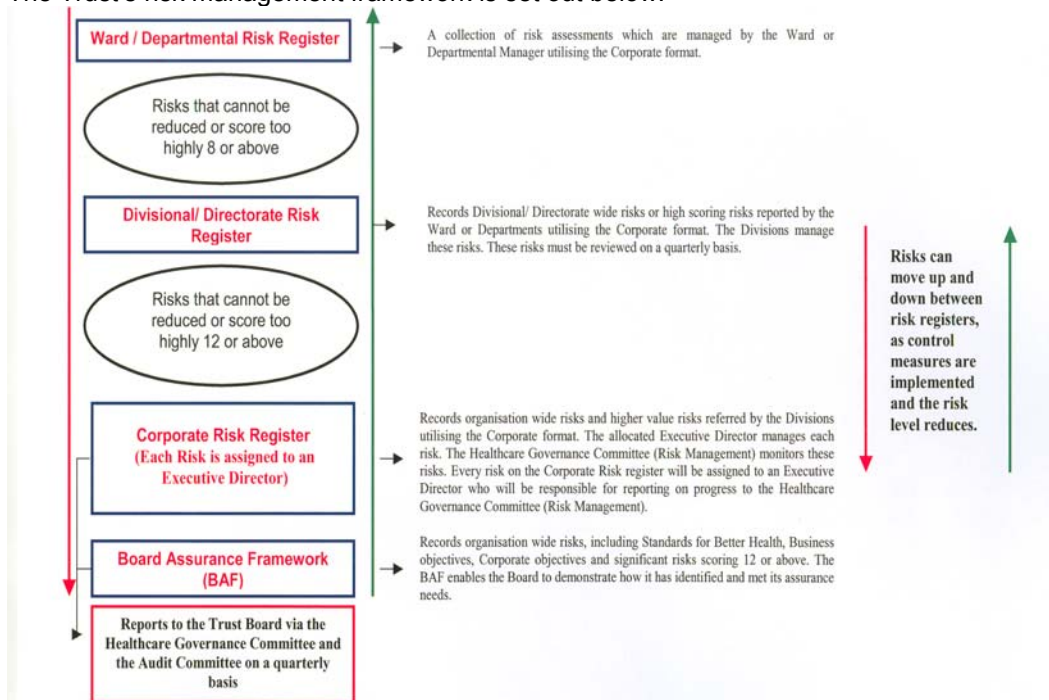 The Trust's risk management framework is set out below:
Ward / Departmental Risk Register
A collection of risk assessments which are managed by the Ward or
Departmental Manager utilising the Corporate format.
Risks that cannot be
reduced or score too
highly 8 or above
Divisional/ Directorate Risk
Register
Records Divisional/ Directorate wide risks or high scoring risks reported by the
Ward or Departments utilising the Corporate format. The Divisions manage
these risks. These risks must be reviewed on a quarterly basis.
Risks that cannot be
reduced or score too
highly 12 or above
Risks can
move up and
down between
risk registers,
as control
measures are
implemented
and the risk
level reduces.
Corporate Risk Register
(Each Risk is assigned to an
Executive Director)
Records organisation wide risks and higher value risks referred by the Divisions
utilising the Corporate format. The allocated Executive Director manages each
risk. The Healthcare Governance Committee (Risk Management) monitors these
risks. Every risk on the Corporate Risk register will be assigned to an Executive
Director who will be responsible for reporting on progress to the Healthcare
Governance Committee (Risk Management).
Board Assurance Framework
(BAF)
Records organisation wide risks, including Standards for Better Health, Business
objectives, Corporate objectives and significant risks scoring 12 or above. The
BAF enables the Board to demonstrate how it has identified and met its assurance
needs.
Reports to the Trust Board via the
Healthcare Governance Committee and
the Audit Committee on a quarterly
basis